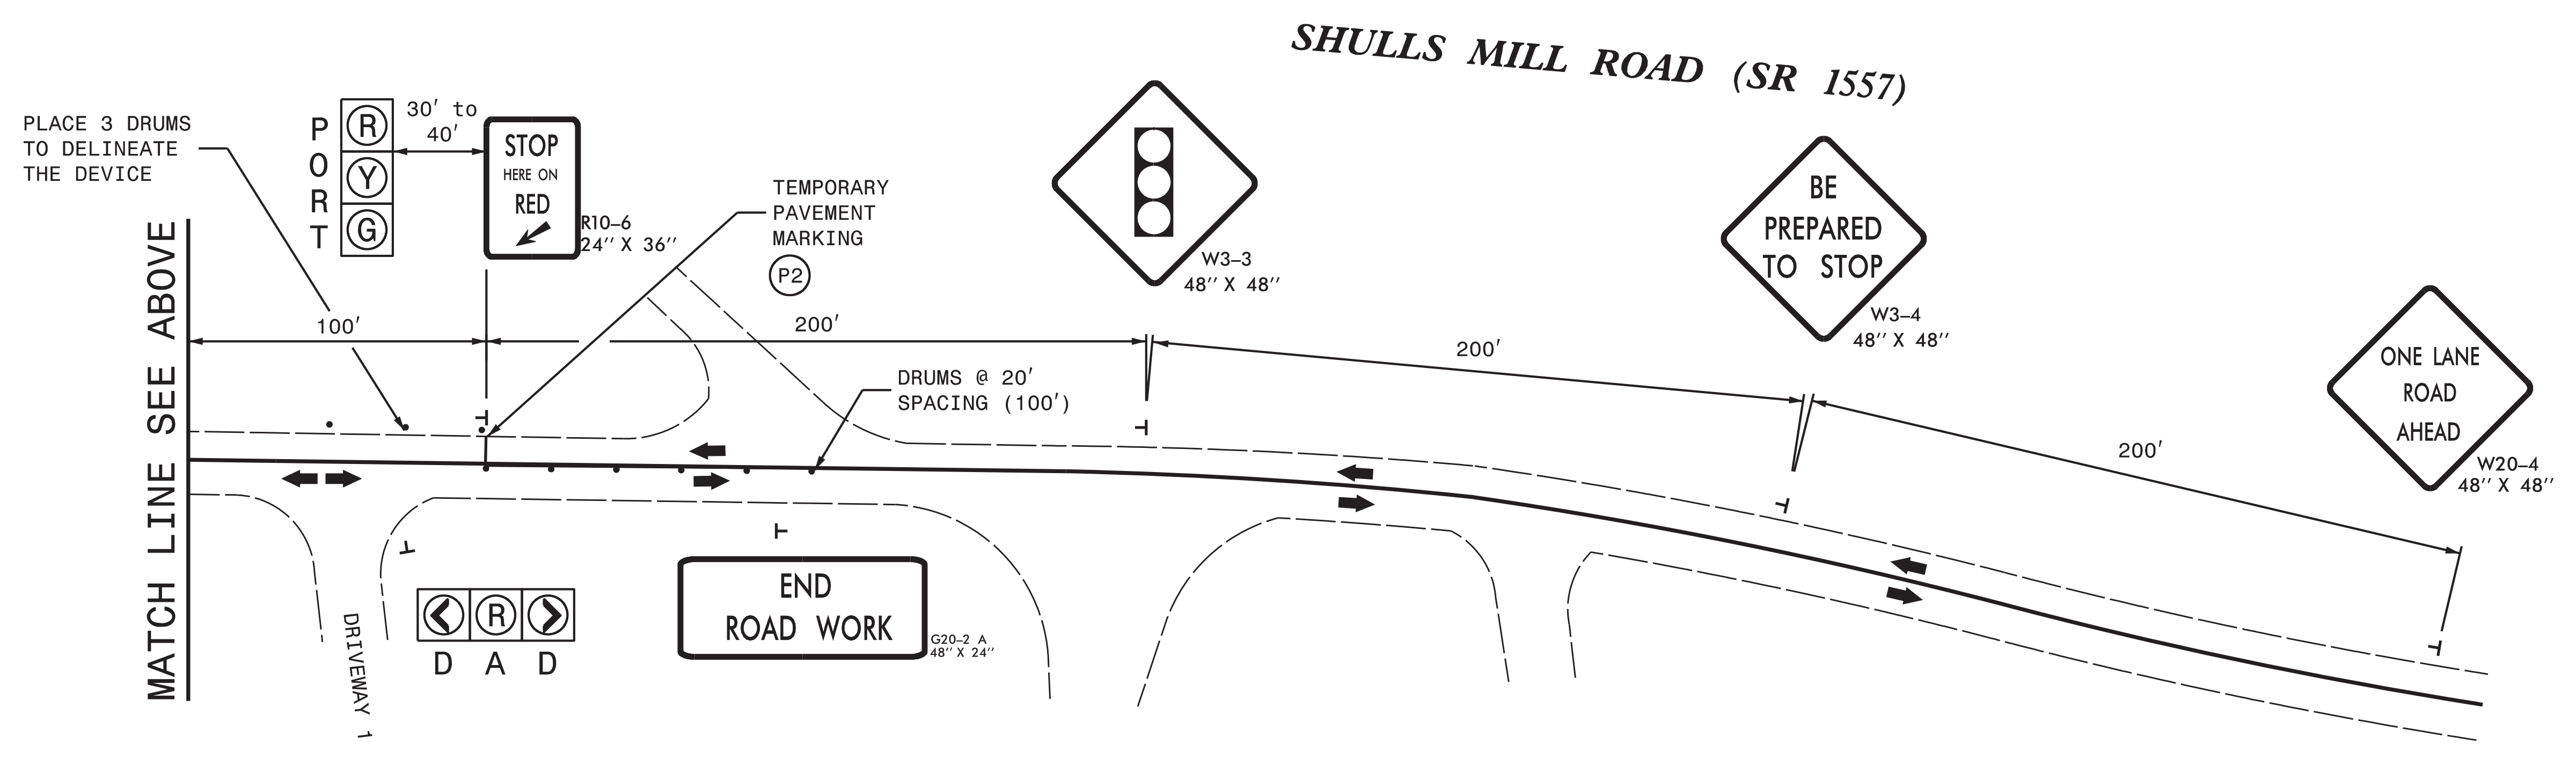 SHULLS MILL ROAD (SR 1557)
PLACE 3 DRUMS
TO DELINEATE
THE DEVICE
PORT
R
Y
G
30' to
40'
STOP
HERE ON
RED
R10-6
24" X 36"
TEMPORARY
PAVEMENT
MARKING
P2
W3-3
48" X 48"
BE
PREPARED
TO STOP
W3-4
48" X 48"
ONE LANE
ROAD
AHEAD
W20-4
48" X 48"
MATCH LINE SEE ABOVE
100'
200'
200'
200'
DRUMS @ 20'
SPACING (100')
DRIVEWAY 1
R
D A D
END
ROAD WORK
G20-2 A
48" X 24"